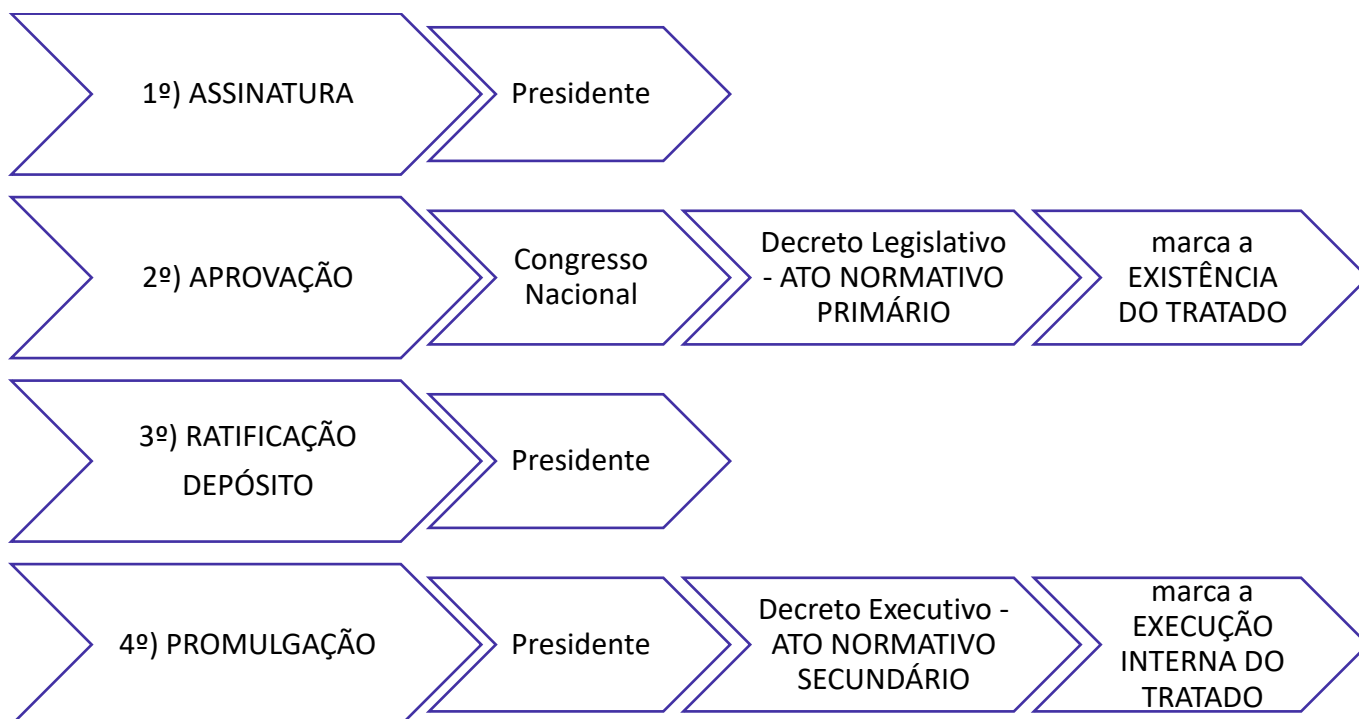 1º) ASSINATURA
Presidente
2º) APROVAÇÃO
Congresso
Nacional
Decreto Legislativo
- ATO NORMATIVO
PRIMÁRIO
marca a
EXISTÊNCIA
DO TRATADO
3º) RATIFICAÇÃO
DEPÓSITO
Presidente
4º) PROMULGAÇÃO
Presidente
Decreto Executivo -
ATO NORMATIVO
SECUNDÁRIO
marca a
EXECUÇÃO
INTERNA DO
TRATADO